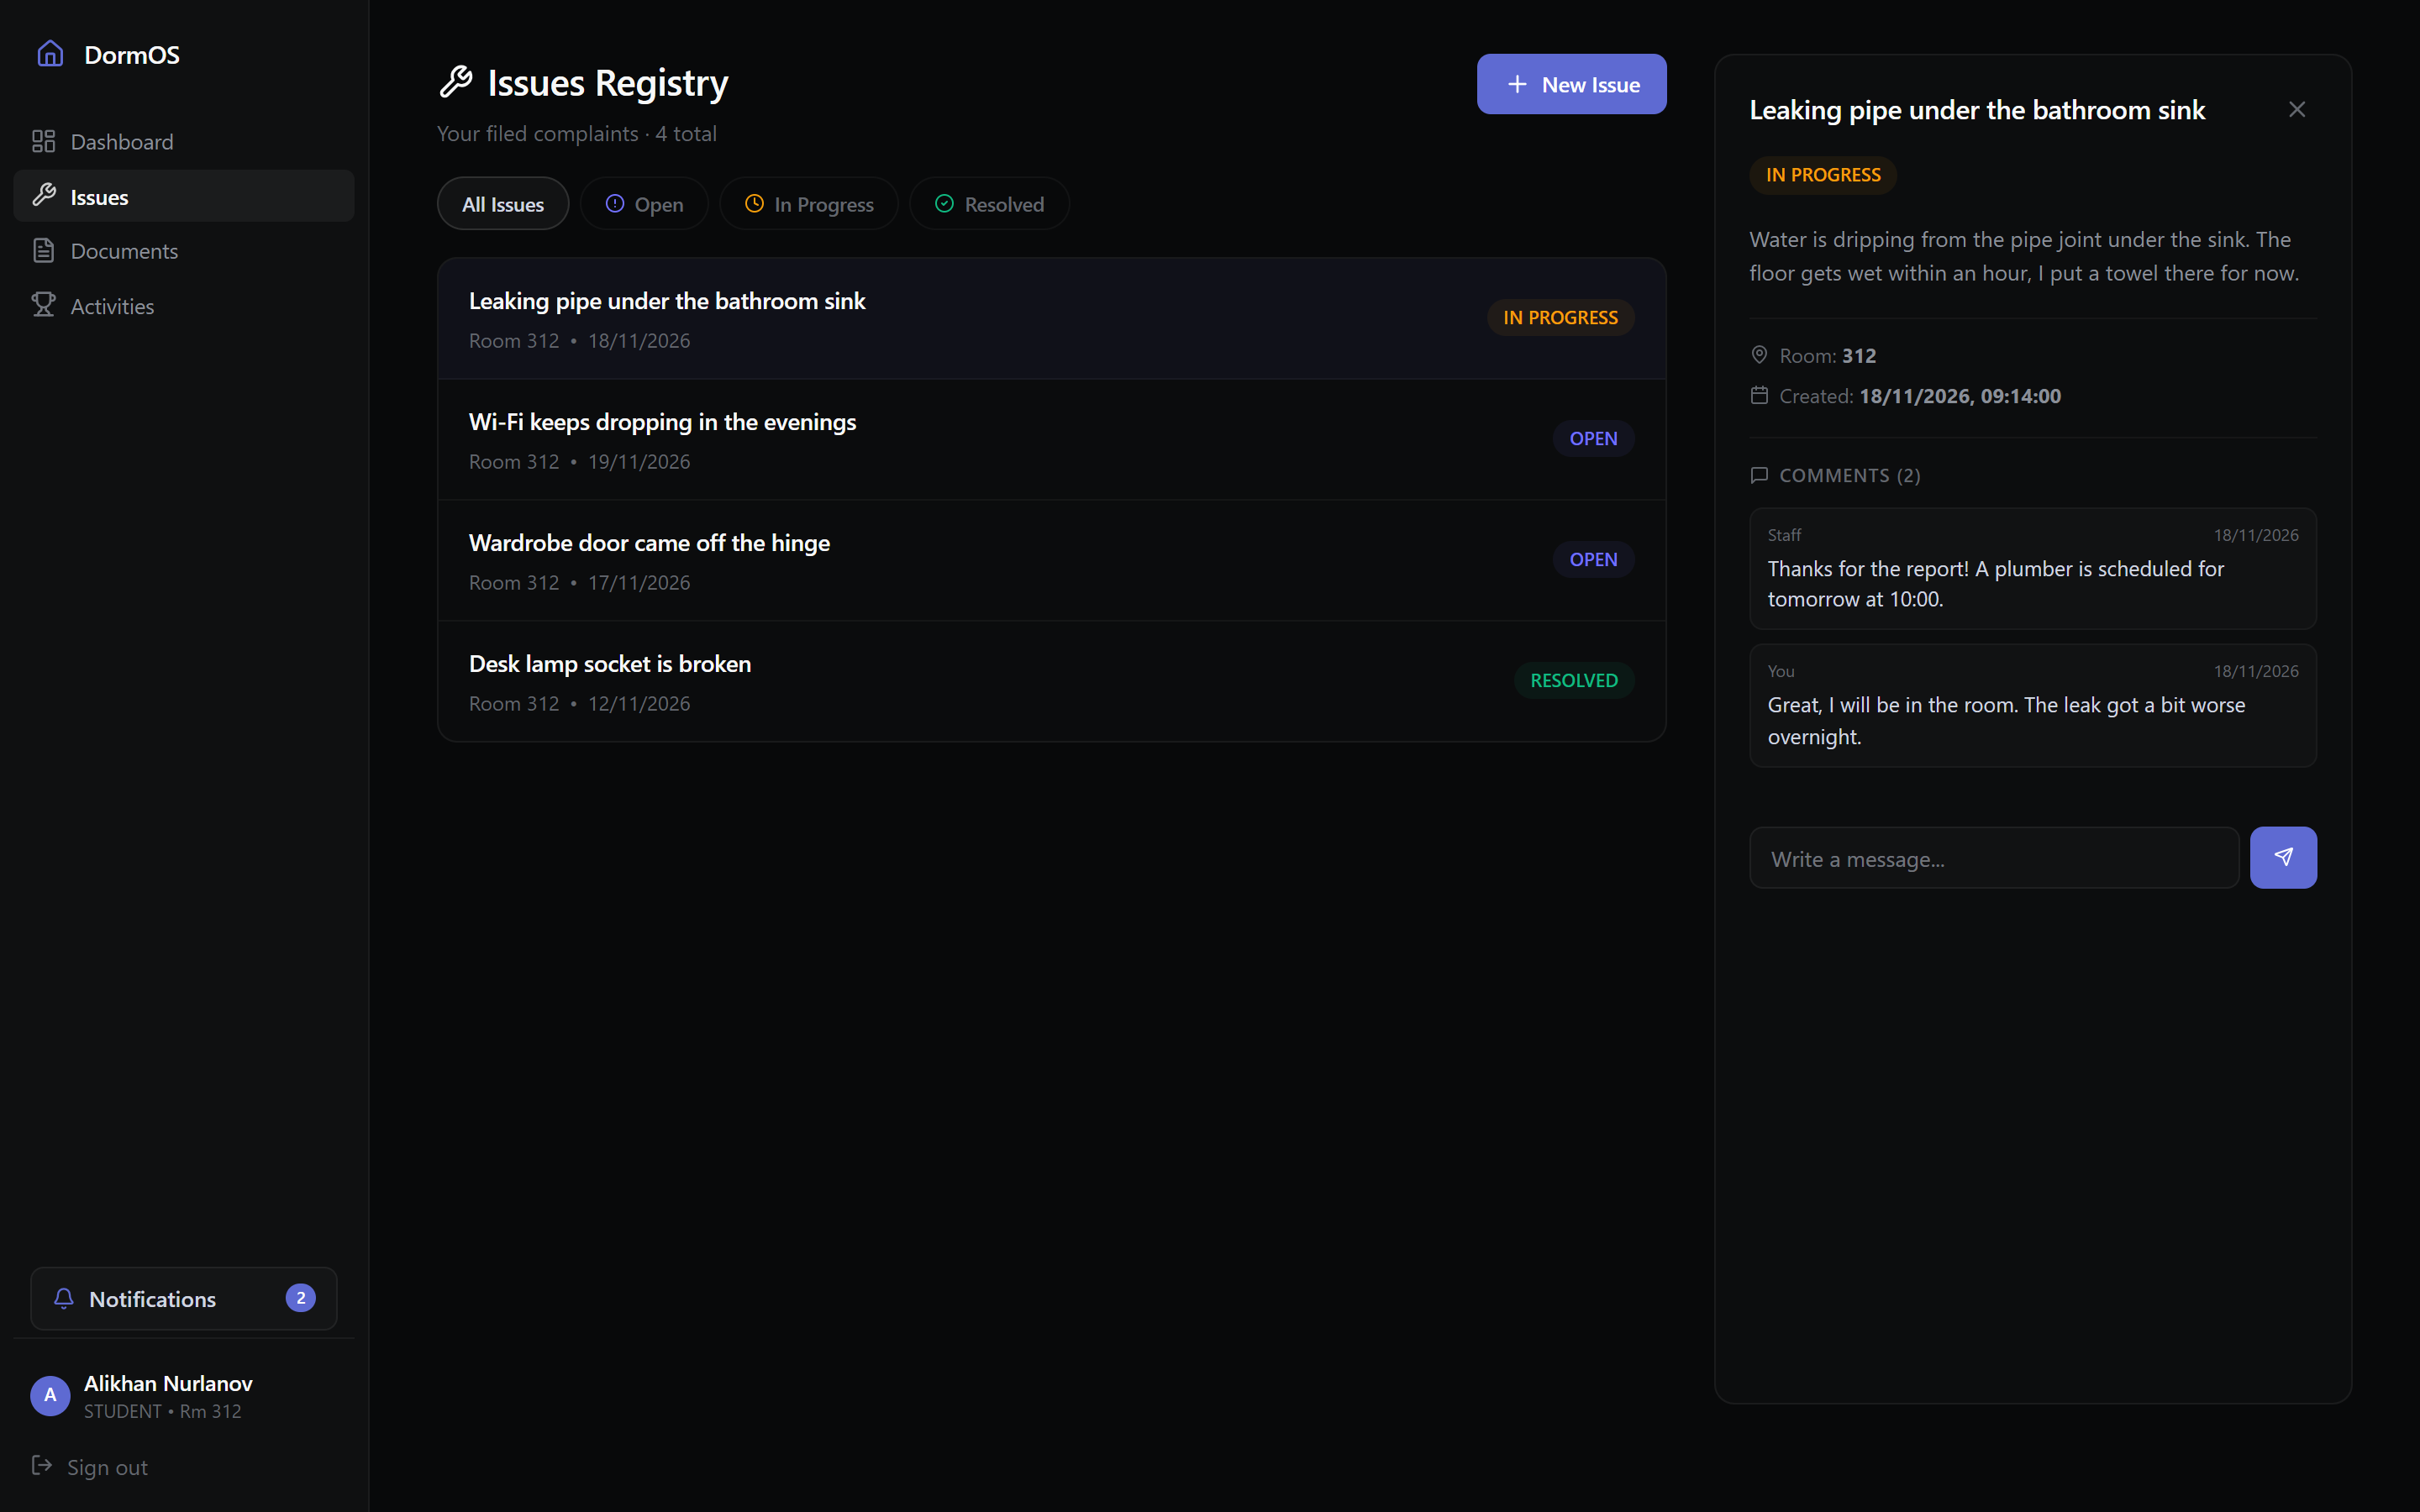 DormOS
Dashboard
Issues
Documents
Activities
Notifications 2
A
Alikhan Nurlanov
STUDENT • Rm 312
Sign out
Issues Registry
Your filed complaints · 4 total
New Issue
All Issues
Open
In Progress
Resolved
Leaking pipe under the bathroom sink
Room 312 • 18/11/2026
IN PROGRESS
Wi-Fi keeps dropping in the evenings
Room 312 • 19/11/2026
OPEN
Wardrobe door came off the hinge
Room 312 • 17/11/2026
OPEN
Desk lamp socket is broken
Room 312 • 12/11/2026
RESOLVED
Leaking pipe under the bathroom sink
IN PROGRESS
Water is dripping from the pipe joint under the sink. The
floor gets wet within an hour, I put a towel there for now.
Room: 312
Created: 18/11/2026, 09:14:00
COMMENTS (2)
Staff 18/11/2026
Thanks for the report! A plumber is scheduled for
tomorrow at 10:00.
You 18/11/2026
Great, I will be in the room. The leak got a bit worse
overnight.
Write a message...